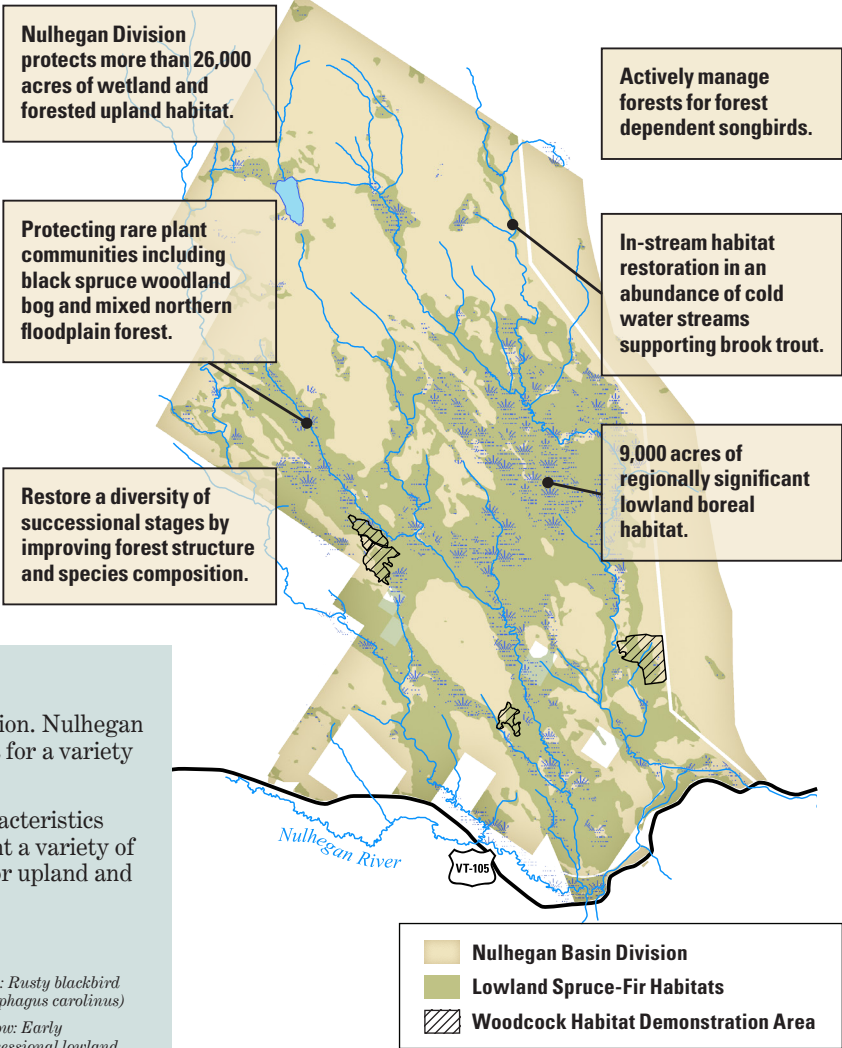 Nulhegan Division
protects more than 26,000
acres of wetland and
forested upland habitat.
Actively manage
forests for forest
dependent songbirds.
Protecting rare plant
communities including
black spruce woodland
bog and mixed northern
floodplain forest.
In-stream habitat
restoration in an
abundance of cold
water streams
supporting brook trout.
Restore a diversity of
successional stages by
improving forest structure
and species composition.
9,000 acres of
regionally significant
lowland boreal
habitat.
ion. Nulhegan
for a variety
acteristics
t a variety of
or upland and
: Rusty blackbird
phagus carolinus)
ow: Early
cessional lowland
Nulhegan River
VT-105
Nulhegan Basin Division
Lowland Spruce-Fir Habitats
Woodcock Habitat Demonstration Area